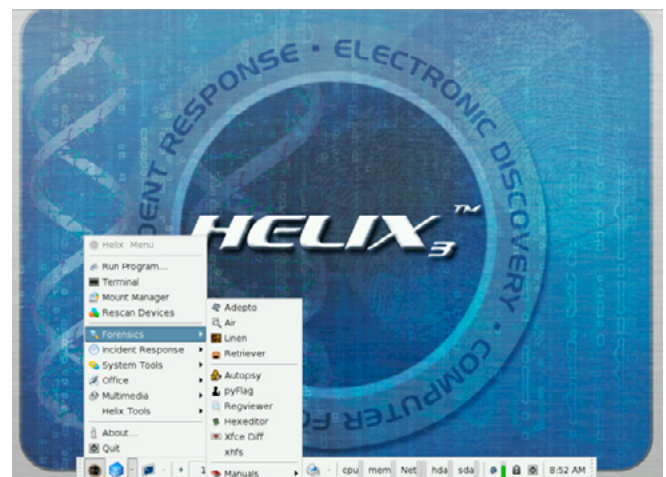 INCIDENT RESPONSE · ELECTRONIC DISCOVERY · COMPUTER FO
HELIX3™
Helix Menu
Run Program...
Terminal
Mount Manager
Rescan Devices
Forensics
Incident Response
System Tools
Office
Multimedia
Helix Tools
About...
Quit
Adepto
Air
Linen
Retriever
Autopsy
pyFlag
Regviewer
Hexeditor
Xfce Diff
xhfs
Manuals
1
cpu mem Net hda sda 8:52 AM